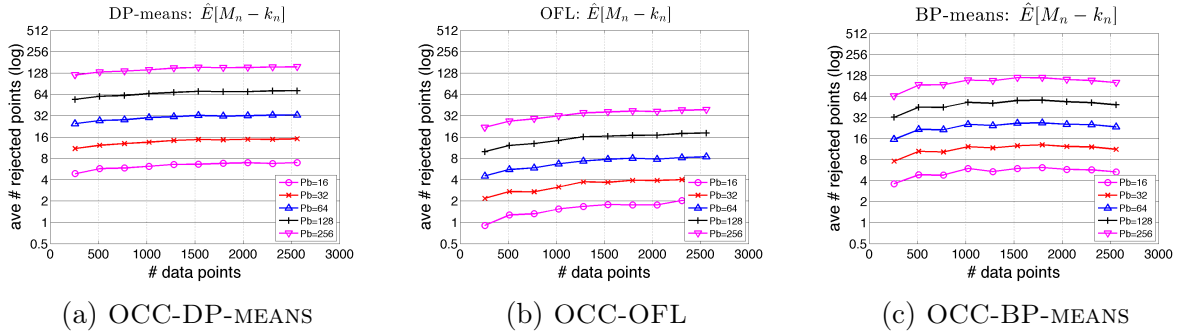 DP-means: Ê[Mₙ − kₙ]
ave # rejected points (log)
512
256
128
64
32
16
8
4
2
1
0.5
0 500 1000 1500 2000 2500 3000
# data points
Pb=16
Pb=32
Pb=64
Pb=128
Pb=256
(a) OCC-DP-MEANS
OFL: Ê[Mₙ − kₙ]
ave # rejected points (log)
512
256
128
64
32
16
8
4
2
1
0.5
0 500 1000 1500 2000 2500 3000
# data points
Pb=16
Pb=32
Pb=64
Pb=128
Pb=256
(b) OCC-OFL
BP-means: Ê[Mₙ − kₙ]
ave # rejected points (log)
512
256
128
64
32
16
8
4
2
1
0.5
0 500 1000 1500 2000 2500 3000
# data points
Pb=16
Pb=32
Pb=64
Pb=128
Pb=256
(c) OCC-BP-MEANS